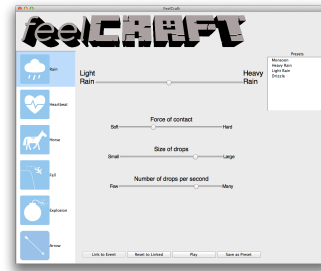 FeelCraft
feelCRAFT
Rain
Heartbeat
Horse
Fall
Explosion
Arrow
Light
Rain
Heavy
Rain
Force of contact
Soft
Hard
Size of drops
Small
Large
Number of drops per second
Few
Many
Presets
Monsoon
Heavy Rain
Light Rain
Drizzle
Link to Event
Reset to Linked
Play
Save as Preset